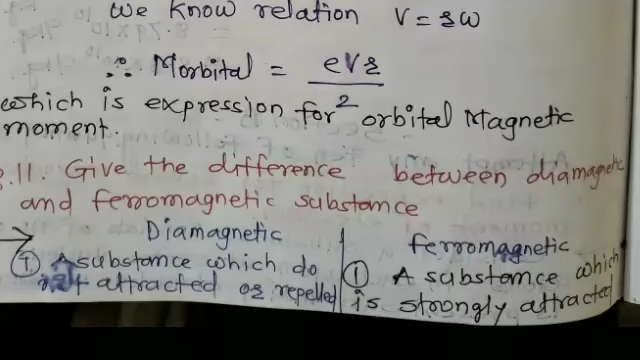 We know relation V = rω
∴ Morbital = eVr
2
which is expression for orbital Magnetic
moment.
.11. Give the difference between diamagnetic
and ferromagnetic substance
Diamagnetic
① A substance which do
not attracted or repelled
ferromagnetic
① A substance which
is strongly attracted